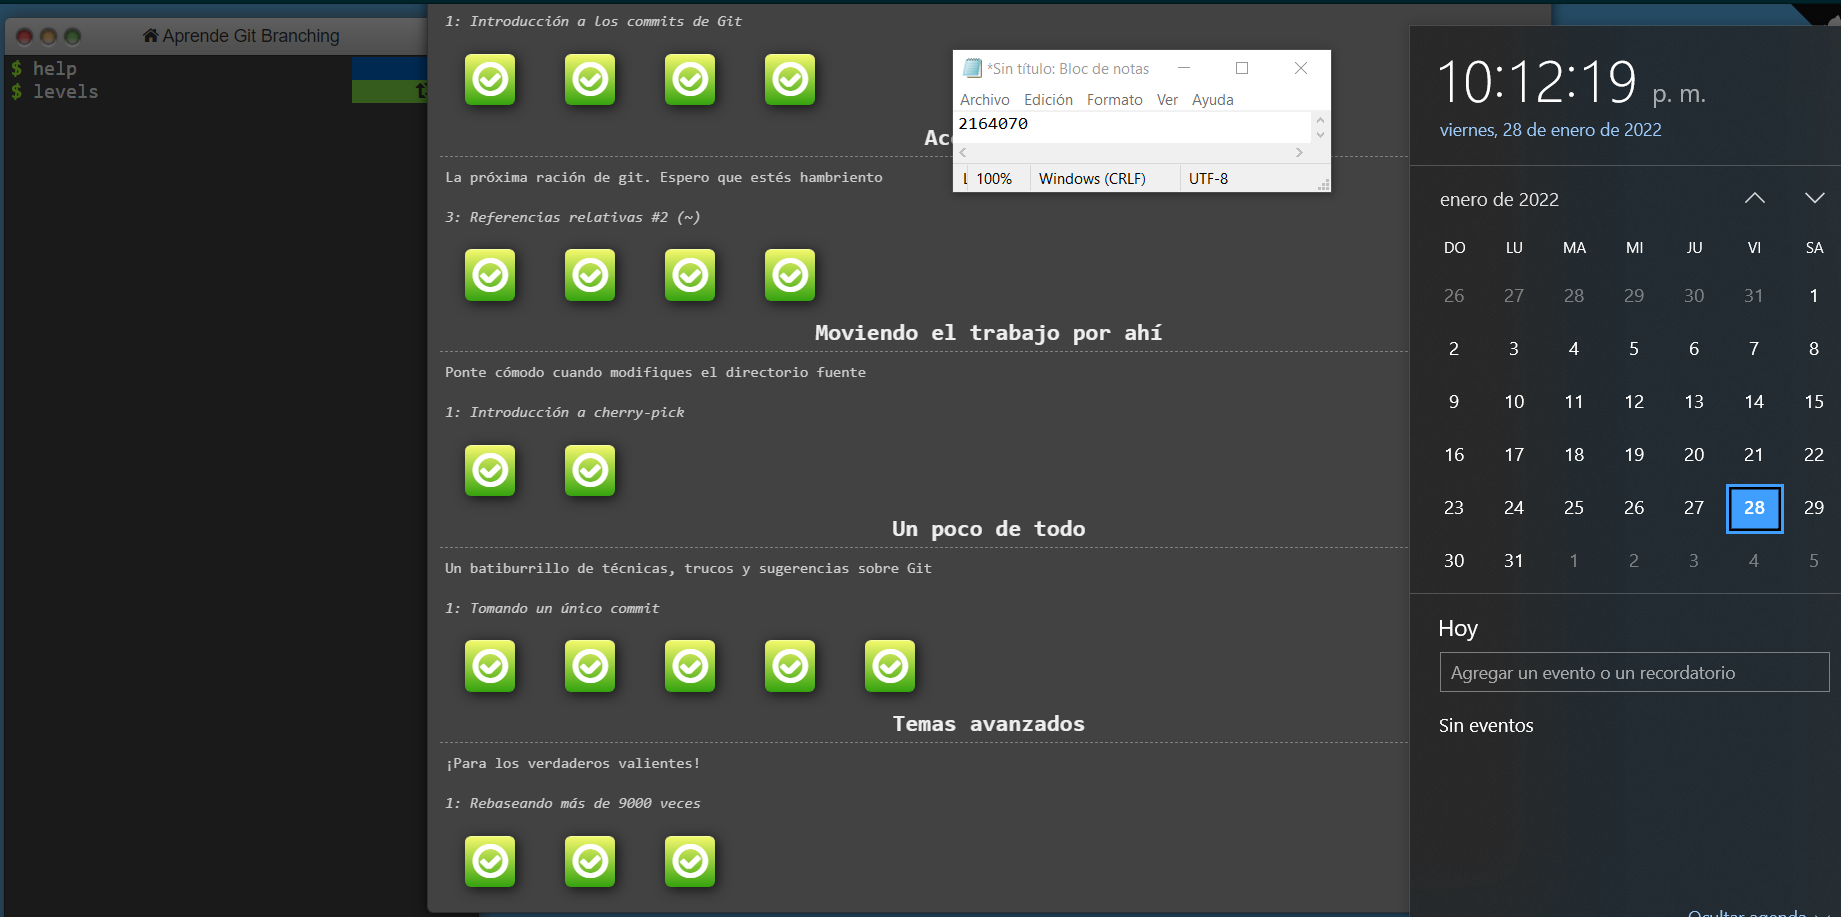 Aprende Git Branching
$ help
$ levels
1: Introducción a los commits de Git
La próxima ración de git. Espero que estés hambriento
3: Referencias relativas #2 (~)
Moviendo el trabajo por ahí
Ponte cómodo cuando modifiques el directorio fuente
1: Introducción a cherry-pick
Un poco de todo
Un batiburrillo de técnicas, trucos y sugerencias sobre Git
1: Tomando un único commit
Temas avanzados
¡Para los verdaderos valientes!
1: Rebaseando más de 9000 veces
*Sin título: Bloc de notas
Archivo Edición Formato Ver Ayuda
2164070
100% Windows (CRLF) UTF-8
10:12:19 p. m.
viernes, 28 de enero de 2022
enero de 2022
DO LU MA MI JU VI SA
26 27 28 29 30 31 1
2 3 4 5 6 7 8
9 10 11 12 13 14 15
16 17 18 19 20 21 22
23 24 25 26 27 28 29
30 31 1 2 3 4 5
Hoy
Agregar un evento o un recordatorio
Sin eventos
Ocultar agenda